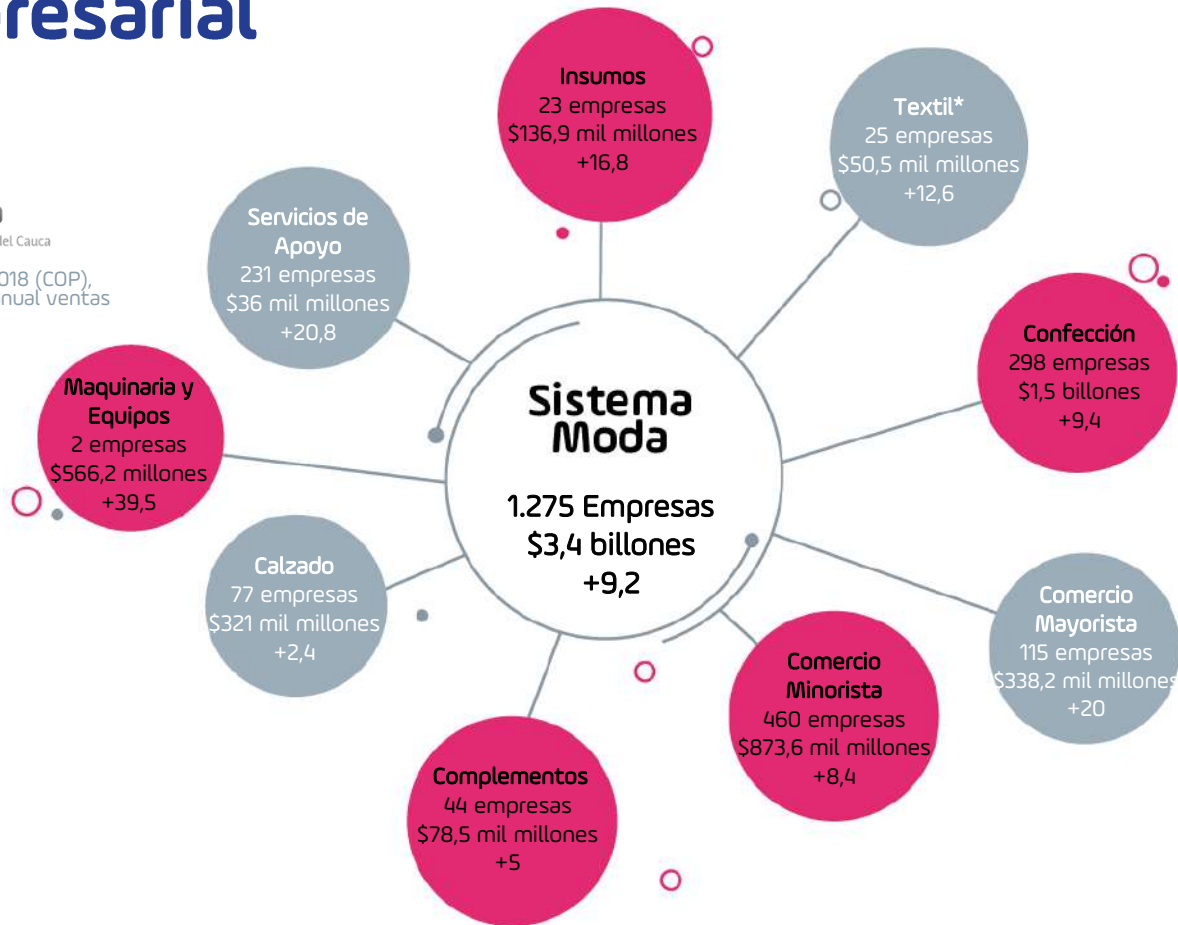 resarial
del Cauca
018 (COP),
nual ventas
Insumos
23 empresas
$136,9 mil millones
+16,8
Textil*
25 empresas
$50,5 mil millones
+12,6
Servicios de
Apoyo
231 empresas
$36 mil millones
+20,8
Confección
298 empresas
$1,5 billones
+9,4
Maquinaria y
Equipos
2 empresas
$566,2 millones
+39,5
Sistema
Moda
1.275 Empresas
$3,4 billones
+9,2
Calzado
77 empresas
$321 mil millones
+2,4
Comercio
Mayorista
115 empresas
$338,2 mil millones
+20
Comercio
Minorista
460 empresas
$873,6 mil millones
+8,4
Complementos
44 empresas
$78,5 mil millones
+5